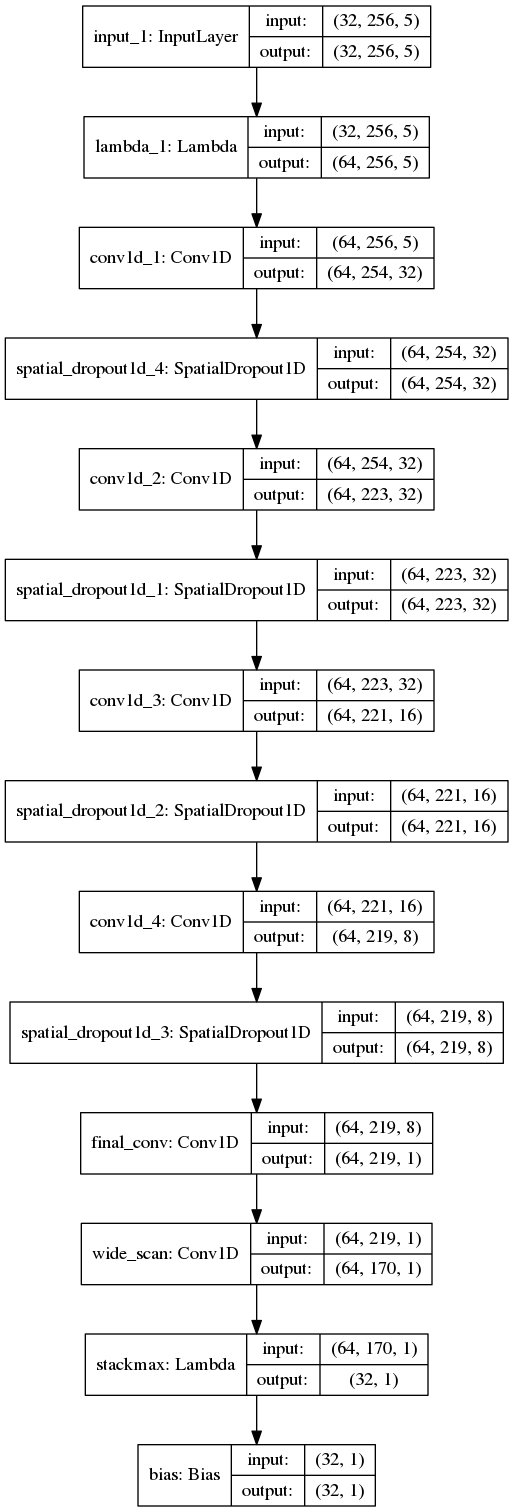 input_1: InputLayer
input: (32, 256, 5)
output: (32, 256, 5)
lambda_1: Lambda
input: (32, 256, 5)
output: (64, 256, 5)
conv1d_1: Conv1D
input: (64, 256, 5)
output: (64, 254, 32)
spatial_dropout1d_4: SpatialDropout1D
input: (64, 254, 32)
output: (64, 254, 32)
conv1d_2: Conv1D
input: (64, 254, 32)
output: (64, 223, 32)
spatial_dropout1d_1: SpatialDropout1D
input: (64, 223, 32)
output: (64, 223, 32)
conv1d_3: Conv1D
input: (64, 223, 32)
output: (64, 221, 16)
spatial_dropout1d_2: SpatialDropout1D
input: (64, 221, 16)
output: (64, 221, 16)
conv1d_4: Conv1D
input: (64, 221, 16)
output: (64, 219, 8)
spatial_dropout1d_3: SpatialDropout1D
input: (64, 219, 8)
output: (64, 219, 8)
final_conv: Conv1D
input: (64, 219, 8)
output: (64, 219, 1)
wide_scan: Conv1D
input: (64, 219, 1)
output: (64, 170, 1)
stackmax: Lambda
input: (64, 170, 1)
output: (32, 1)
bias: Bias
input: (32, 1)
output: (32, 1)